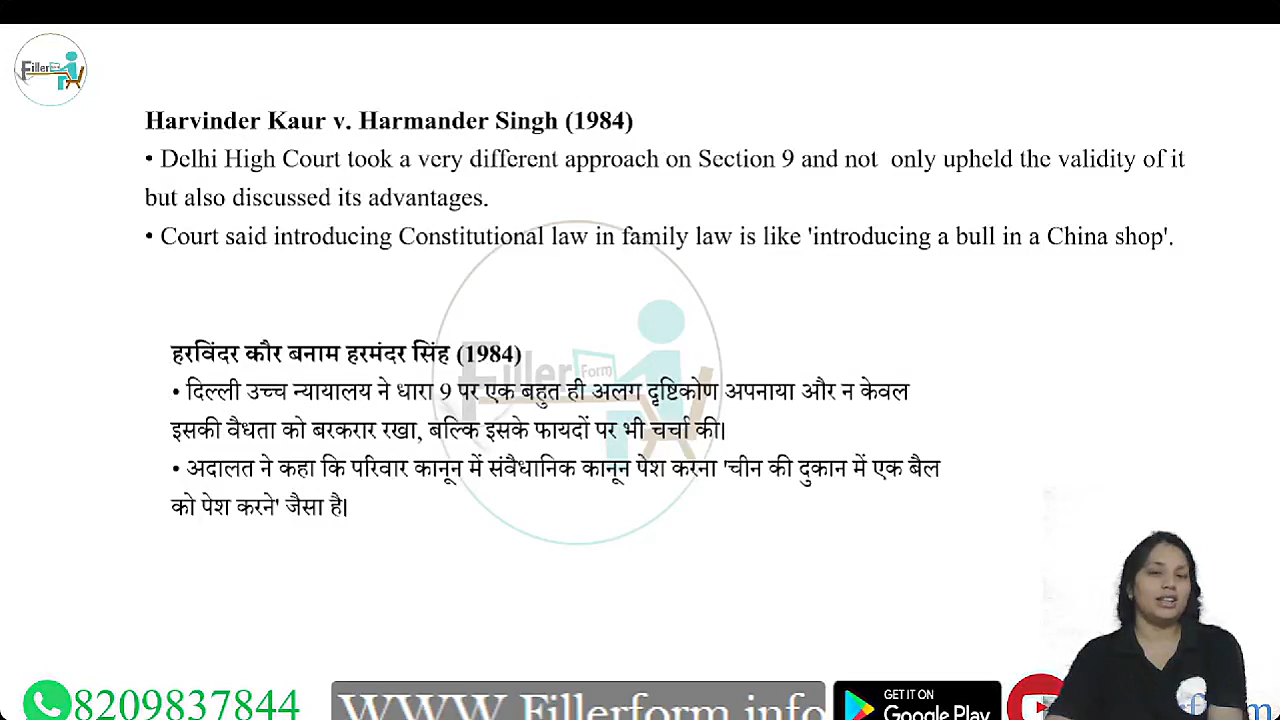 Filler
Harvinder Kaur v. Harmander Singh (1984)
• Delhi High Court took a very different approach on Section 9 and not only upheld the validity of it
but also discussed its advantages.
• Court said introducing Constitutional law in family law is like 'introducing a bull in a China shop'.
Filler Form
हरविंदर कौर बनाम हरमंदर सिंह (1984)
• दिल्ली उच्च न्यायालय ने धारा 9 पर एक बहुत ही अलग दृष्टिकोण अपनाया और न केवल
इसकी वैधता को बरकरार रखा, बल्कि इसके फायदों पर भी चर्चा की।
• अदालत ने कहा कि परिवार कानून में संवैधानिक कानून पेश करना 'चीन की दुकान में एक बैल
को पेश करने' जैसा है।
8209837844
WWW.Fillerform.info
GET IT ON
Google Play